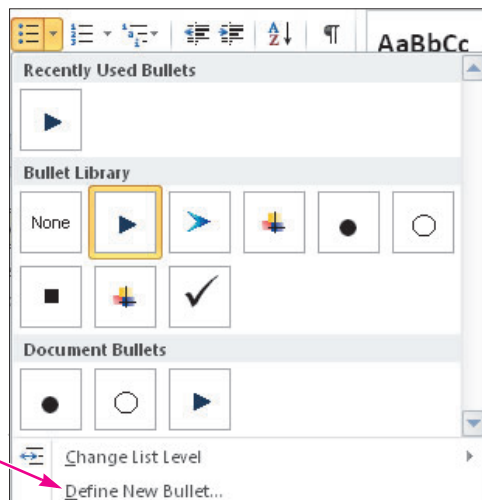 AaBbCc
Recently Used Bullets
Bullet Library
None
Document Bullets
Change List Level
Define New Bullet...